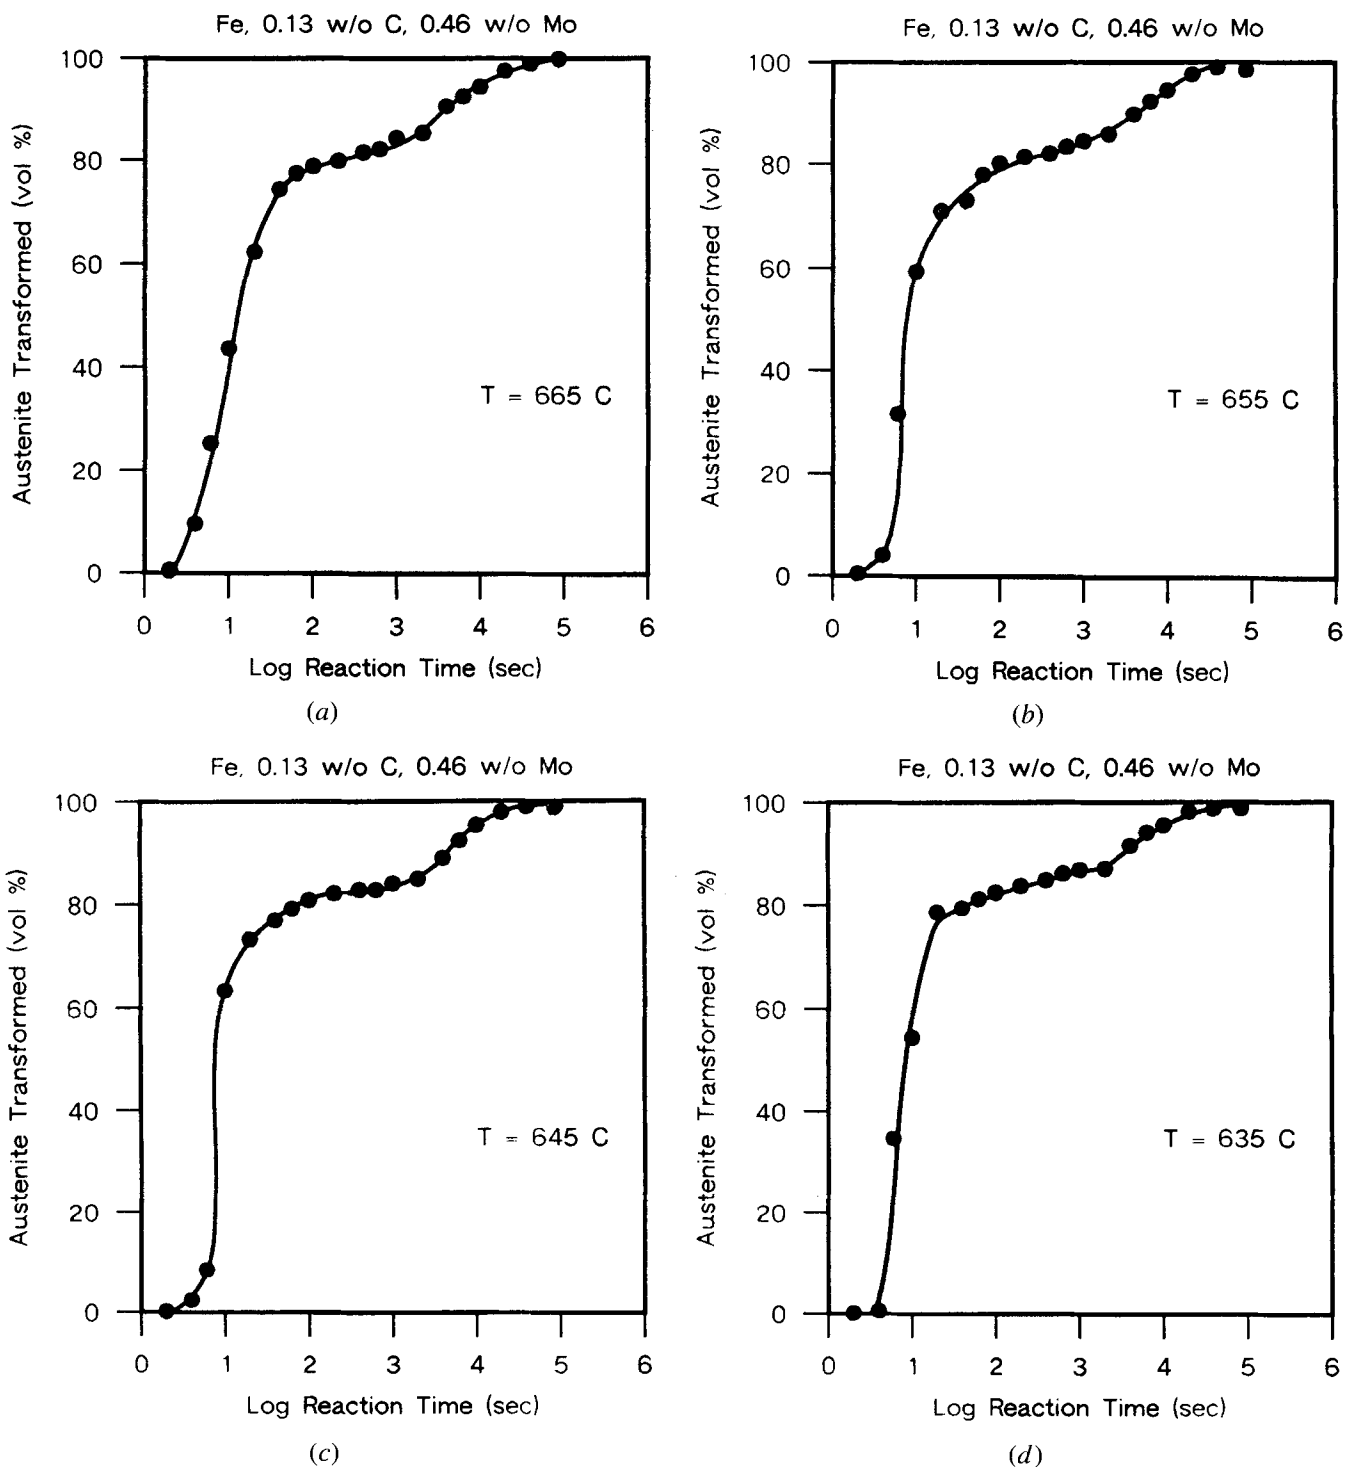 Fe, 0.13 w/o C, 0.46 w/o Mo
Austenite Transformed (vol %)
100
80
60
40
20
0
T = 665 C
0 1 2 3 4 5 6
Log Reaction Time (sec)
(a)
Fe, 0.13 w/o C, 0.46 w/o Mo
Austenite Transformed (vol %)
100
80
60
40
20
0
T = 655 C
0 1 2 3 4 5 6
Log Reaction Time (sec)
(b)
Fe, 0.13 w/o C, 0.46 w/o Mo
Austenite Transformed (vol %)
100
80
60
40
20
0
T = 645 C
0 1 2 3 4 5 6
Log Reaction Time (sec)
(c)
Fe, 0.13 w/o C, 0.46 w/o Mo
Austenite Transformed (vol %)
100
80
60
40
20
0
T = 635 C
0 1 2 3 4 5 6
Log Reaction Time (sec)
(d)